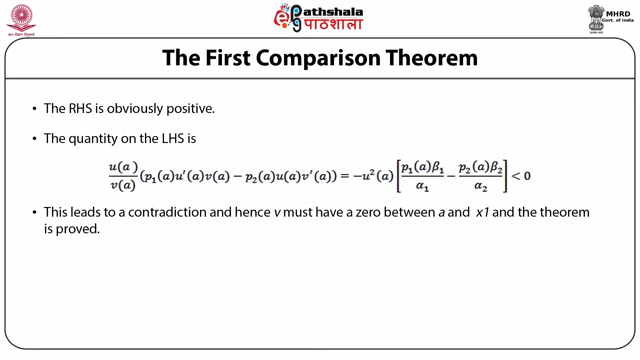 ePathshala
पाठशाला
MHRD
Govt. of India
The First Comparison Theorem
• The RHS is obviously positive.
• The quantity on the LHS is
u(a)/v(a) (p₁(a)u′(a)v(a) − p₂(a)u(a)v′(a)) = −u²(a) [p₁(a)β₁/α₁ − p₂(a)β₂/α₂] < 0
• This leads to a contradiction and hence v must have a zero between a and x1 and the theorem
is proved.